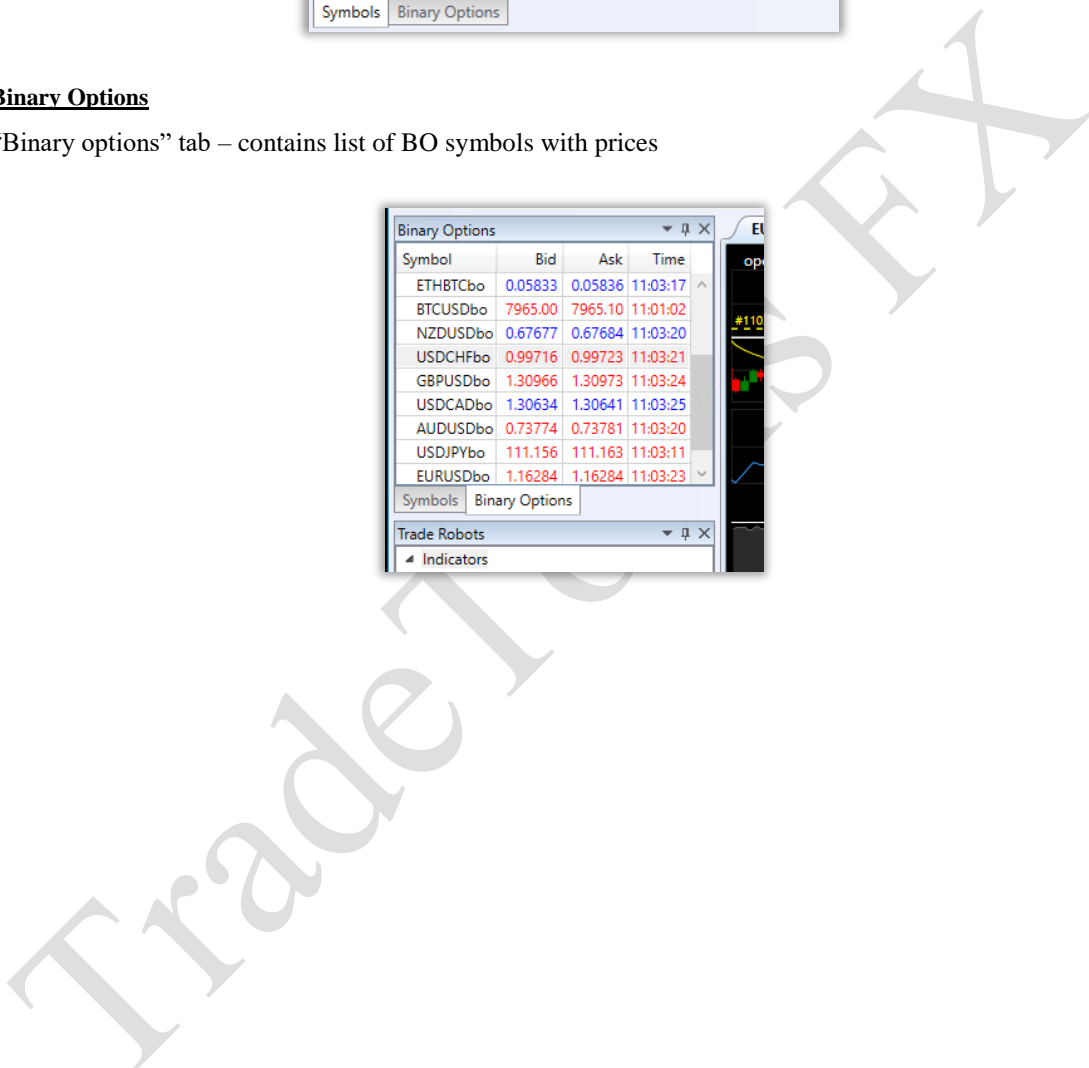 Symbols Binary Options
Binary Options
“Binary options” tab – contains list of BO symbols with prices
Binary Options
Symbol Bid Ask Time
ETHBTCbo 0.05833 0.05836 11:03:17
BTCUSDbo 7965.00 7965.10 11:01:02
NZDUSDbo 0.67677 0.67684 11:03:20
USDCHFbo 0.99716 0.99723 11:03:21
GBPUSDbo 1.30966 1.30973 11:03:24
USDCADbo 1.30634 1.30641 11:03:25
AUDUSDbo 0.73774 0.73781 11:03:20
USDJPYbo 111.156 111.163 11:03:11
EURUSDbo 1.16284 1.16284 11:03:23
Symbols Binary Options
Trade Robots
Indicators
EU
ope
#110
TradeTools FX